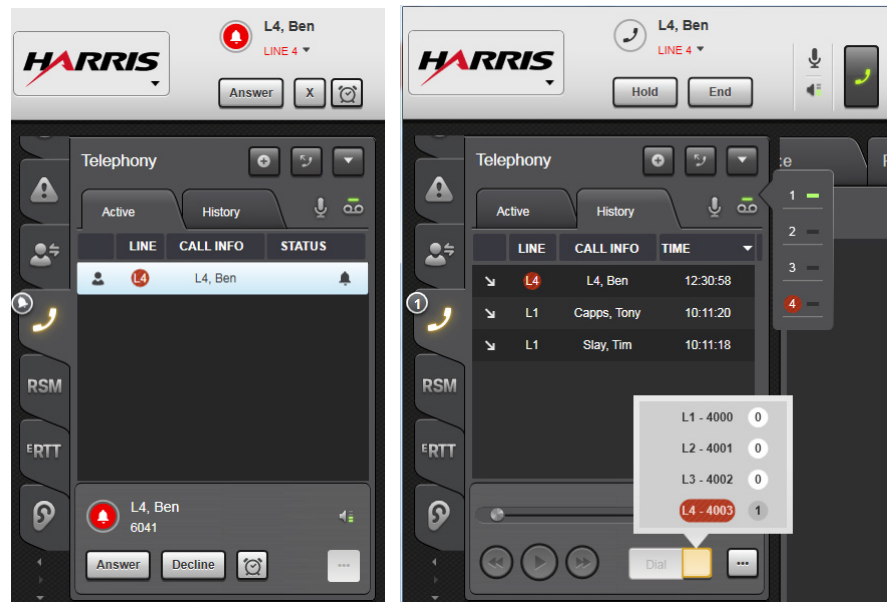 L4, Ben
LINE 4
HARRIS
Answer X
Telephony
Active History
LINE CALL INFO STATUS
L4 L4, Ben
RSM
ERTT
L4, Ben
6041
Answer Decline
...
L4, Ben
LINE 4
HARRIS
Hold End
Telephony
Active History
LINE CALL INFO TIME
L4 L4, Ben 12:30:58
1
L1 Capps, Tony 10:11:20
L1 Slay, Tim 10:11:18
RSM
ERTT
1
2
3
4
L1 - 4000 0
L2 - 4001 0
L3 - 4002 0
L4 - 4003 1
Dial ...